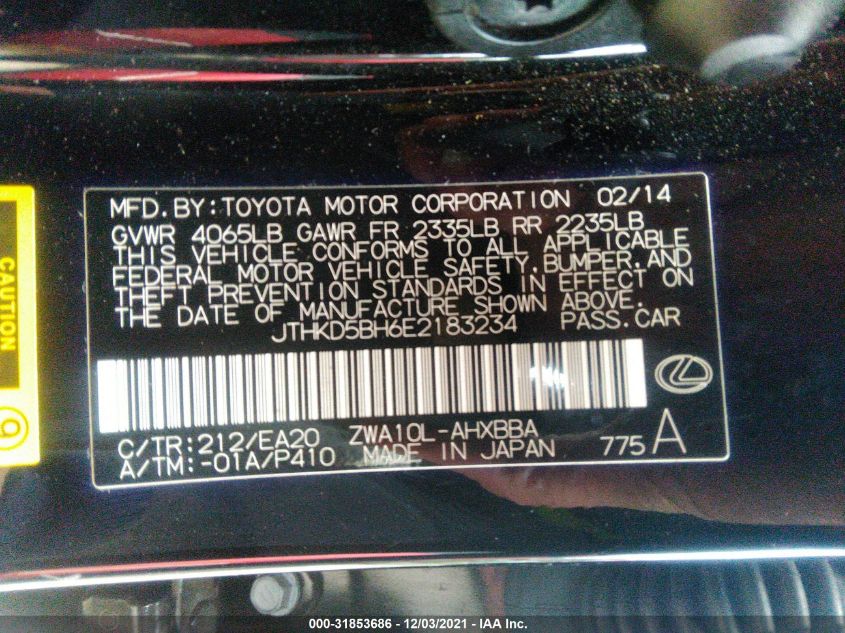 MFD.BY:TOYOTA MOTOR CORPORATION 02/14
GVWR 4065LB GAWR FR 2335LB RR 2235LB
THIS VEHICLE CONFORMS TO ALL APPLICABLE
FEDERAL MOTOR VEHICLE SAFETY,BUMPER,AND
THEFT PREVENTION STANDARDS IN EFFECT ON
THE DATE OF MANUFACTURE SHOWN ABOVE.
JTHKD5BH6E2183234 PASS.CAR
C/TR:212/EA20 ZWA10L-AHXBBA
A/TM:-01A/P410 MADE IN JAPAN 775A
CAUTION
000-31853686 - 12/03/2021 - IAA Inc.